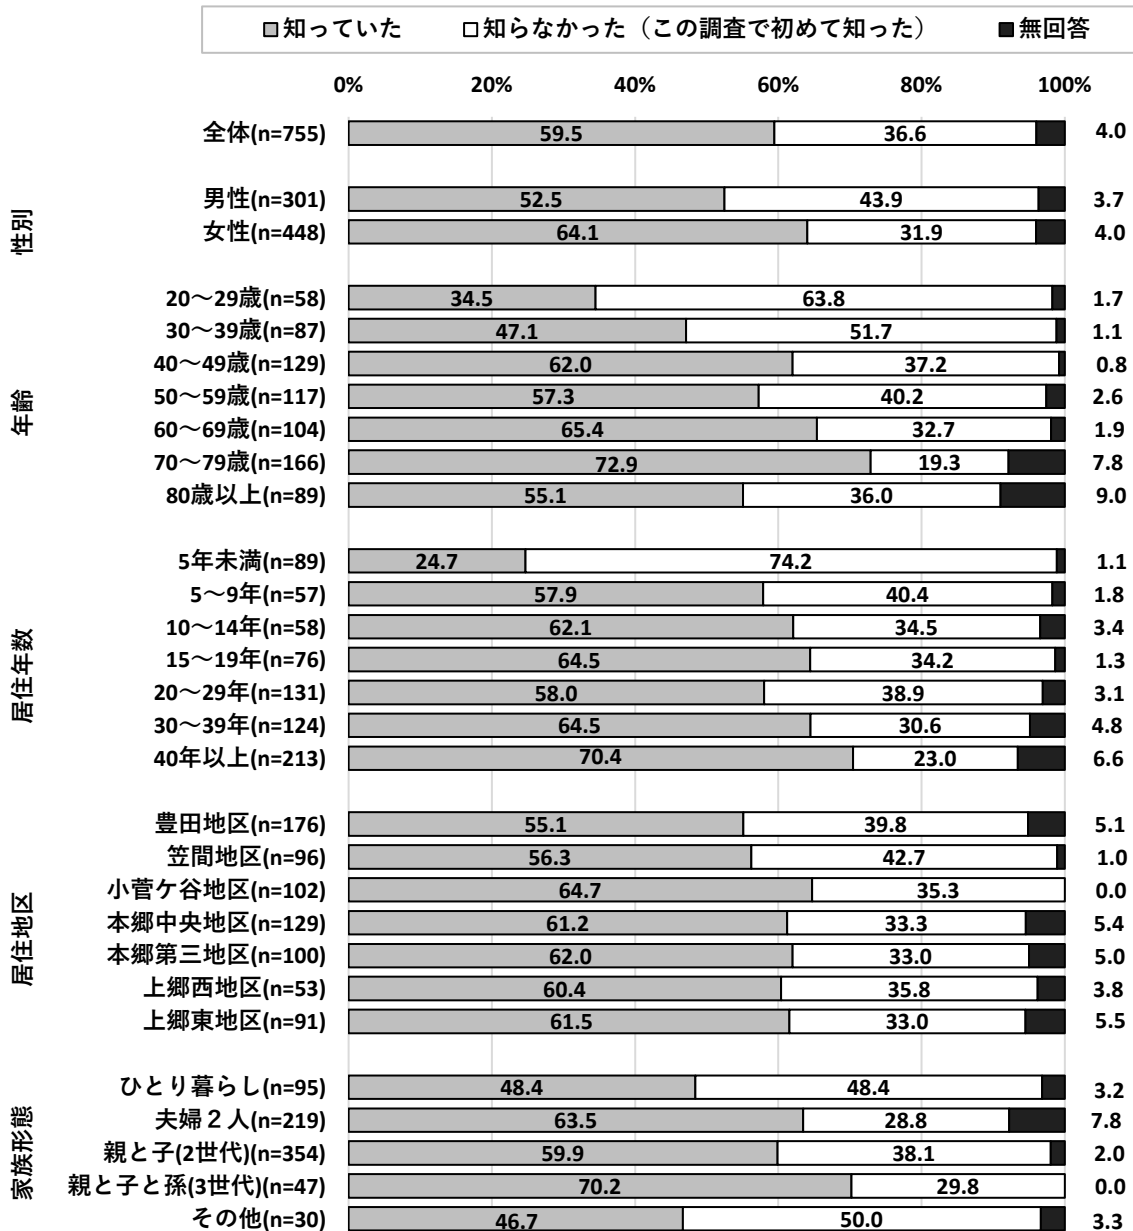 知っていた 知らなかった（この調査で初めて知った） 無回答
0% 20% 40% 60% 80% 100%
全体(n=755) 59.5 36.6 4.0
性別
男性(n=301) 52.5 43.9 3.7
女性(n=448) 64.1 31.9 4.0
年齢
20～29歳(n=58) 34.5 63.8 1.7
30～39歳(n=87) 47.1 51.7 1.1
40～49歳(n=129) 62.0 37.2 0.8
50～59歳(n=117) 57.3 40.2 2.6
60～69歳(n=104) 65.4 32.7 1.9
70～79歳(n=166) 72.9 19.3 7.8
80歳以上(n=89) 55.1 36.0 9.0
居住年数
5年未満(n=89) 24.7 74.2 1.1
5～9年(n=57) 57.9 40.4 1.8
10～14年(n=58) 62.1 34.5 3.4
15～19年(n=76) 64.5 34.2 1.3
20～29年(n=131) 58.0 38.9 3.1
30～39年(n=124) 64.5 30.6 4.8
40年以上(n=213) 70.4 23.0 6.6
居住地区
豊田地区(n=176) 55.1 39.8 5.1
笠間地区(n=96) 56.3 42.7 1.0
小菅ケ谷地区(n=102) 64.7 35.3 0.0
本郷中央地区(n=129) 61.2 33.3 5.4
本郷第三地区(n=100) 62.0 33.0 5.0
上郷西地区(n=53) 60.4 35.8 3.8
上郷東地区(n=91) 61.5 33.0 5.5
家族形態
ひとり暮らし(n=95) 48.4 48.4 3.2
夫婦２人(n=219) 63.5 28.8 7.8
親と子(2世代)(n=354) 59.9 38.1 2.0
親と子と孫(3世代)(n=47) 70.2 29.8 0.0
その他(n=30) 46.7 50.0 3.3